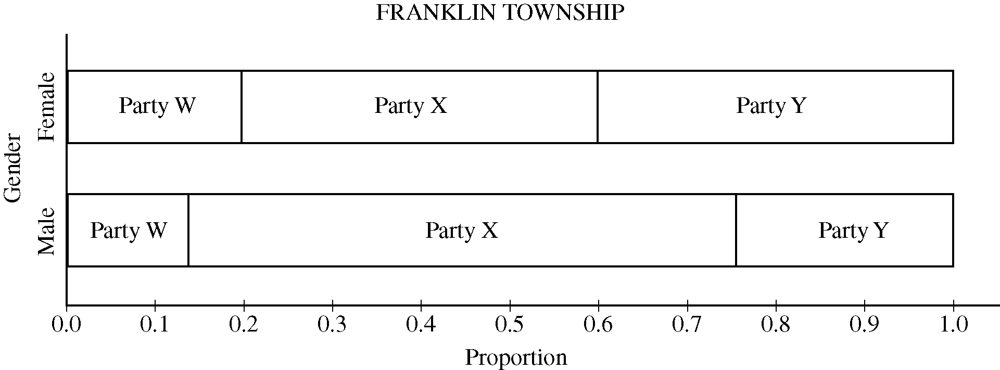 FRANKLIN TOWNSHIP
Gender
Female
Party W Party X Party Y
Male
Party W Party X Party Y
0.0 0.1 0.2 0.3 0.4 0.5 0.6 0.7 0.8 0.9 1.0
Proportion